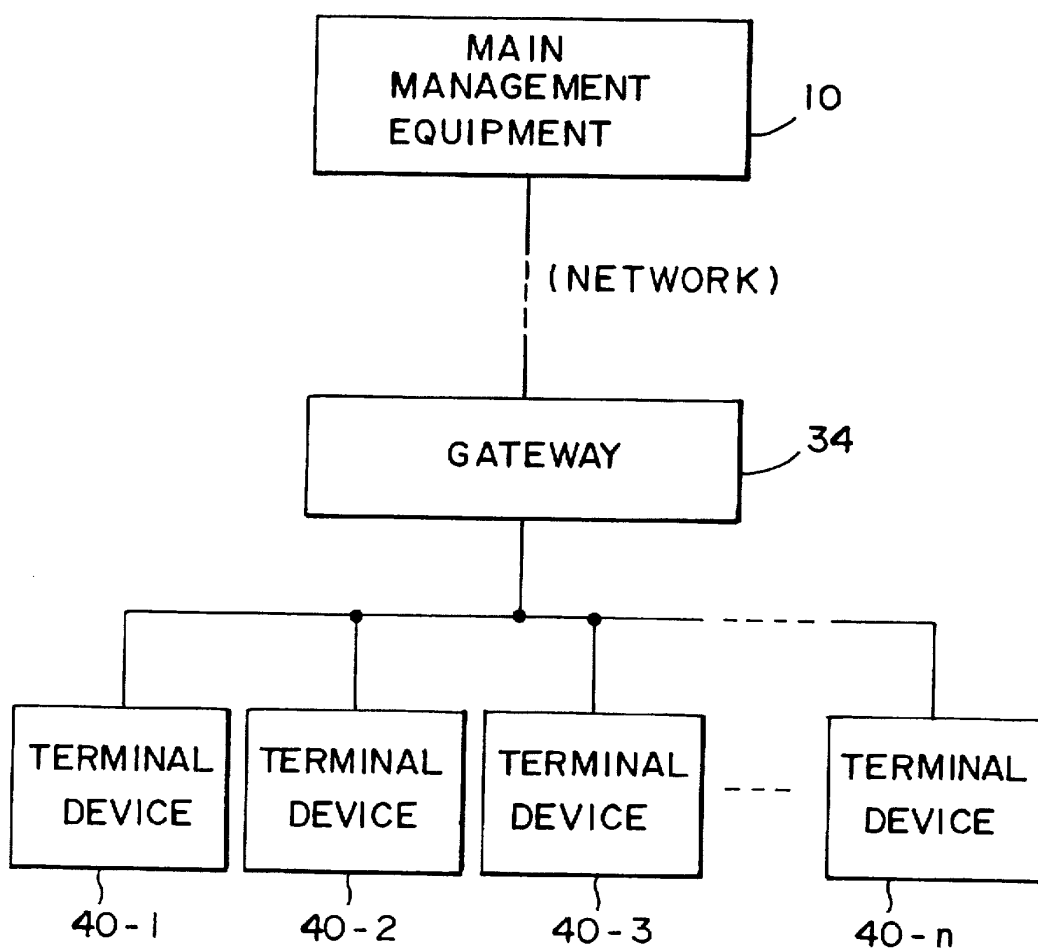 MAIN
MANAGEMENT
EQUIPMENT
10
(NETWORK)
GATEWAY
34
TERMINAL
DEVICE
TERMINAL
DEVICE
TERMINAL
DEVICE
TERMINAL
DEVICE
40-1
40-2
40-3
40-n